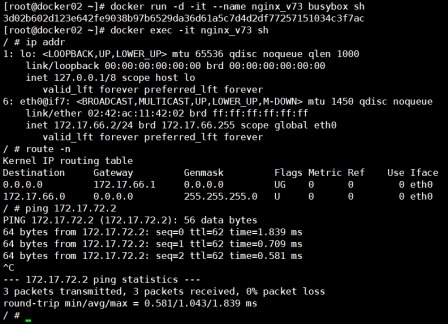 [root@docker02 ~]# docker run -d -it --name nginx_v73 busybox sh
3d02b602d123e642fe9038b97b6529da36d61a5c7d4d2df77257151034c3f7ac
[root@docker02 ~]# docker exec -it nginx_v73 sh
/ # ip addr
1: lo: <LOOPBACK,UP,LOWER_UP> mtu 65536 qdisc noqueue qlen 1000
    link/loopback 00:00:00:00:00:00 brd 00:00:00:00:00:00
    inet 127.0.0.1/8 scope host lo
       valid_lft forever preferred_lft forever
6: eth0@if7: <BROADCAST,MULTICAST,UP,LOWER_UP,M-DOWN> mtu 1450 qdisc noqueue
    link/ether 02:42:ac:11:42:02 brd ff:ff:ff:ff:ff:ff
    inet 172.17.66.2/24 brd 172.17.66.255 scope global eth0
       valid_lft forever preferred_lft forever
/ # route -n
Kernel IP routing table
Destination     Gateway         Genmask         Flags Metric Ref    Use Iface
0.0.0.0         172.17.66.1     0.0.0.0         UG    0      0        0 eth0
172.17.66.0     0.0.0.0         255.255.255.0   U     0      0        0 eth0
/ # ping 172.17.72.2
PING 172.17.72.2 (172.17.72.2): 56 data bytes
64 bytes from 172.17.72.2: seq=0 ttl=62 time=1.839 ms
64 bytes from 172.17.72.2: seq=1 ttl=62 time=0.709 ms
64 bytes from 172.17.72.2: seq=2 ttl=62 time=0.581 ms
^C
--- 172.17.72.2 ping statistics ---
3 packets transmitted, 3 packets received, 0% packet loss
round-trip min/avg/max = 0.581/1.043/1.839 ms
/ #